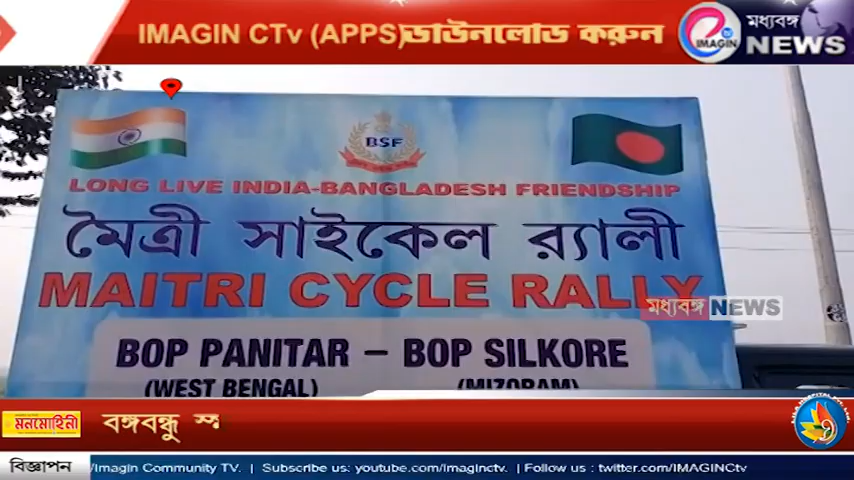 IMAGIN CTv (APPS)ডাউনলোড করুন
IMAGIN
মধ্যবঙ্গ
NEWS
BSF
LONG LIVE INDIA-BANGLADESH FRIENDSHIP
মৈত্রী সাইকেল র‍্যালী
MAITRI CYCLE RALLY
মধ্যবঙ্গ NEWS
BOP PANITAR – BOP SILKORE
(WEST BENGAL) (MIZORAM)
মনমোহিনী
বঙ্গবন্ধু স্ম
বিজ্ঞাপন
/Imagin Community TV. | Subscribe us: youtube.com/imaginctv. | Follow us : twitter.com/IMAGINCtv